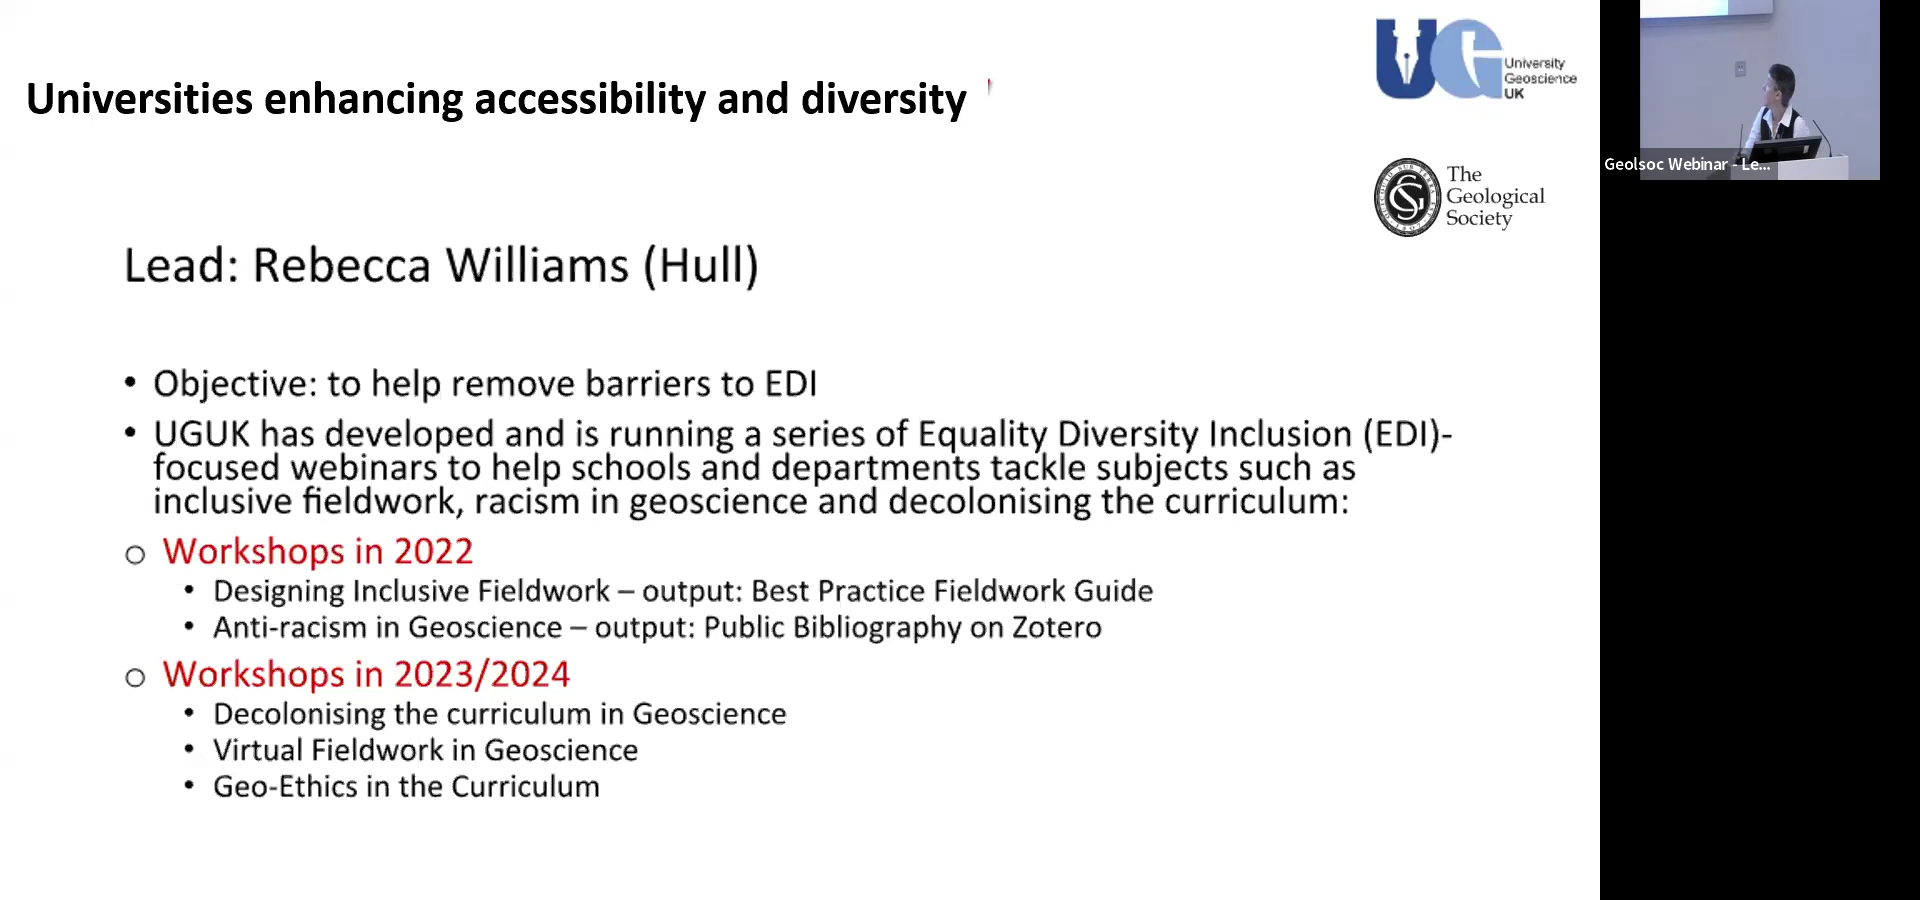 Universities enhancing accessibility and diversity
UG
University
Geoscience
UK
Geolsoc Webinar - Le...
The
Geological
Society
Lead: Rebecca Williams (Hull)
• Objective: to help remove barriers to EDI
• UGUK has developed and is running a series of Equality Diversity Inclusion (EDI)-
focused webinars to help schools and departments tackle subjects such as
inclusive fieldwork, racism in geoscience and decolonising the curriculum:
o Workshops in 2022
• Designing Inclusive Fieldwork – output: Best Practice Fieldwork Guide
• Anti-racism in Geoscience – output: Public Bibliography on Zotero
o Workshops in 2023/2024
• Decolonising the curriculum in Geoscience
• Virtual Fieldwork in Geoscience
• Geo-Ethics in the Curriculum